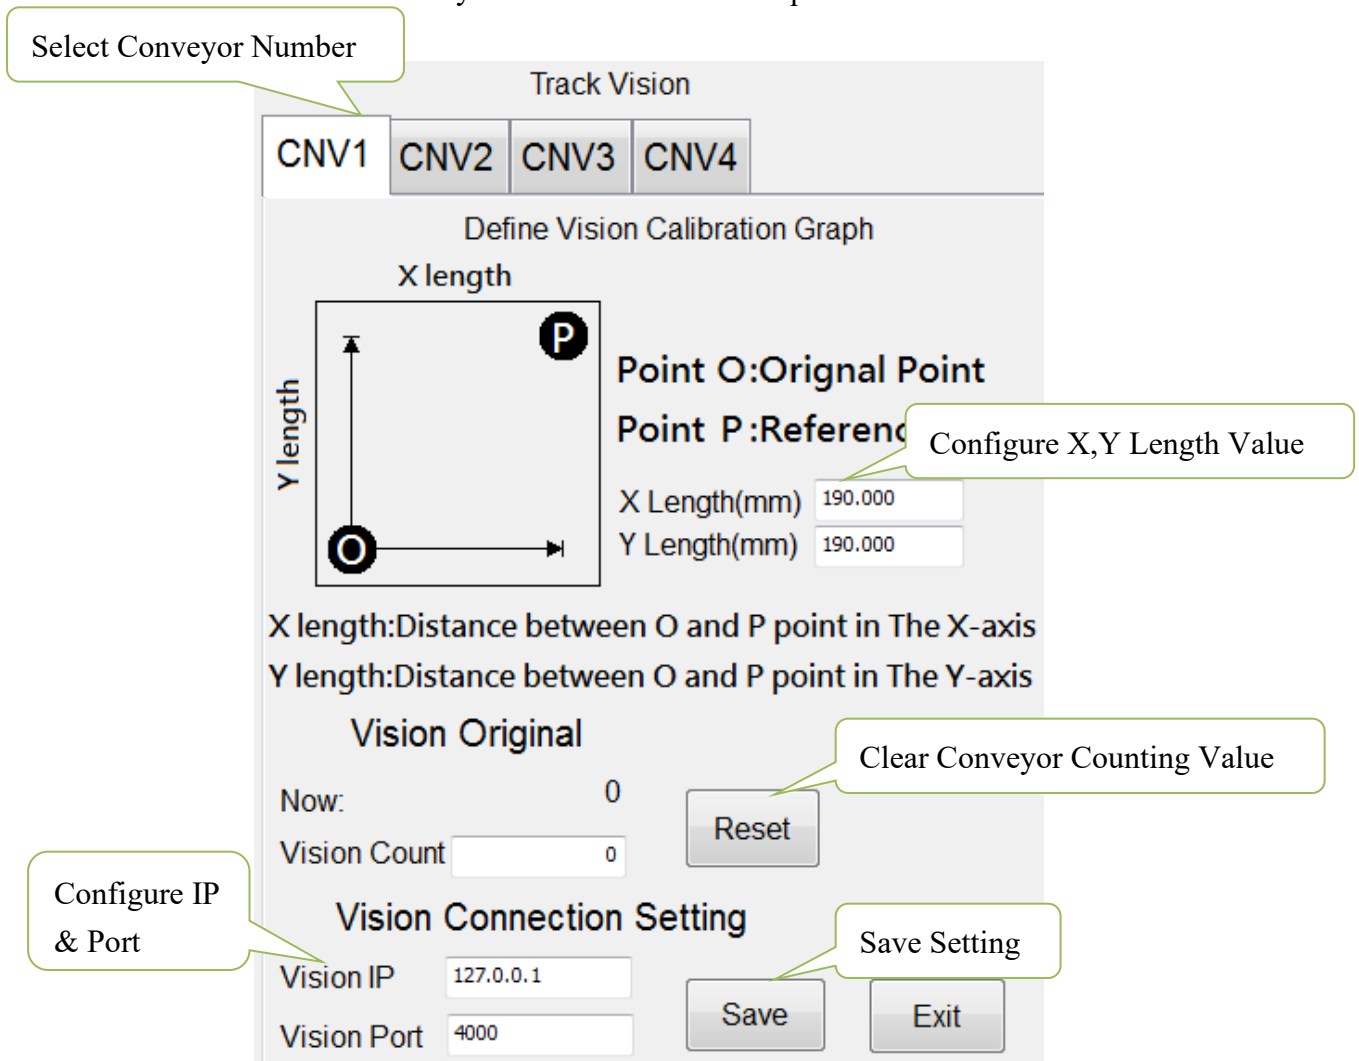 Select Conveyor Number
Track Vision
CNV1 CNV2 CNV3 CNV4
Define Vision Calibration Graph
X length
Y length
P
O
Point O:Orignal Point
Point P:Referenc
Configure X,Y Length Value
X Length(mm) 190.000
Y Length(mm) 190.000
X length:Distance between O and P point in The X-axis
Y length:Distance between O and P point in The Y-axis
Vision Original
Clear Conveyor Counting Value
Now: 0
Reset
Vision Count 0
Configure IP
& Port
Vision Connection Setting
Save Setting
Vision IP 127.0.0.1
Save Exit
Vision Port 4000